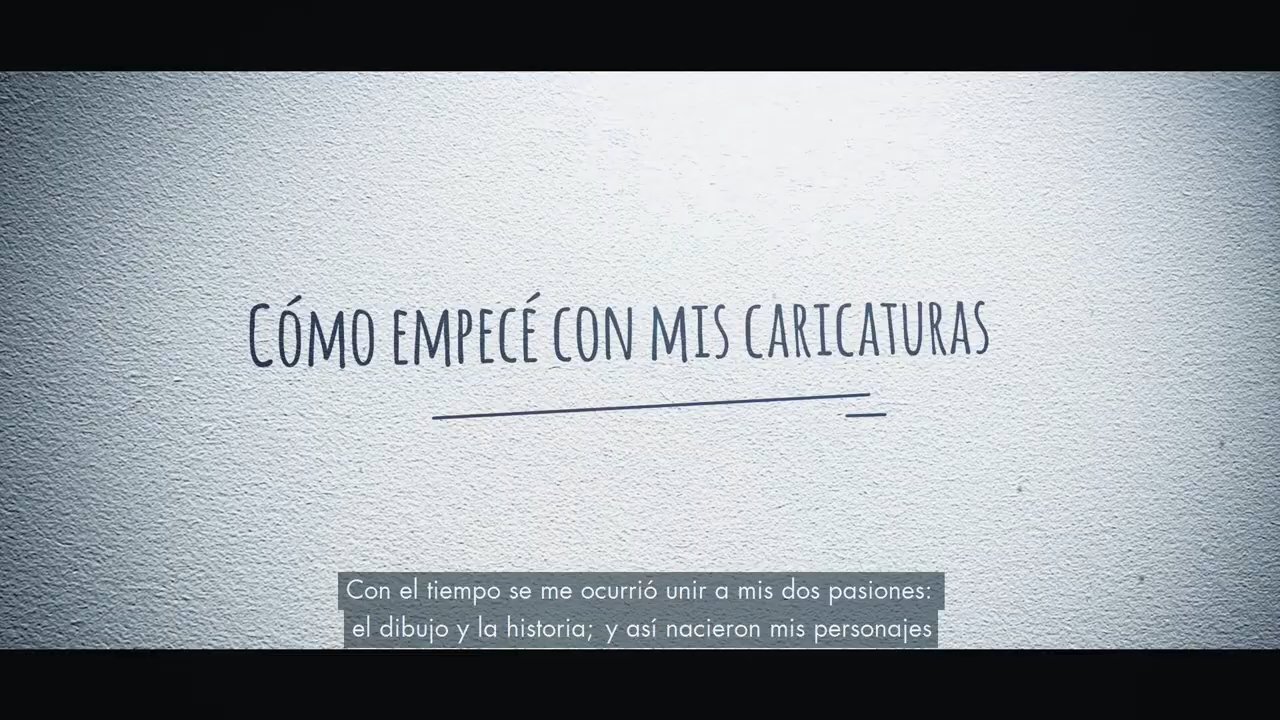 Cómo empecé con mis caricaturas
Con el tiempo se me ocurrió unir a mis dos pasiones:
el dibujo y la historia; y así nacieron mis personajes